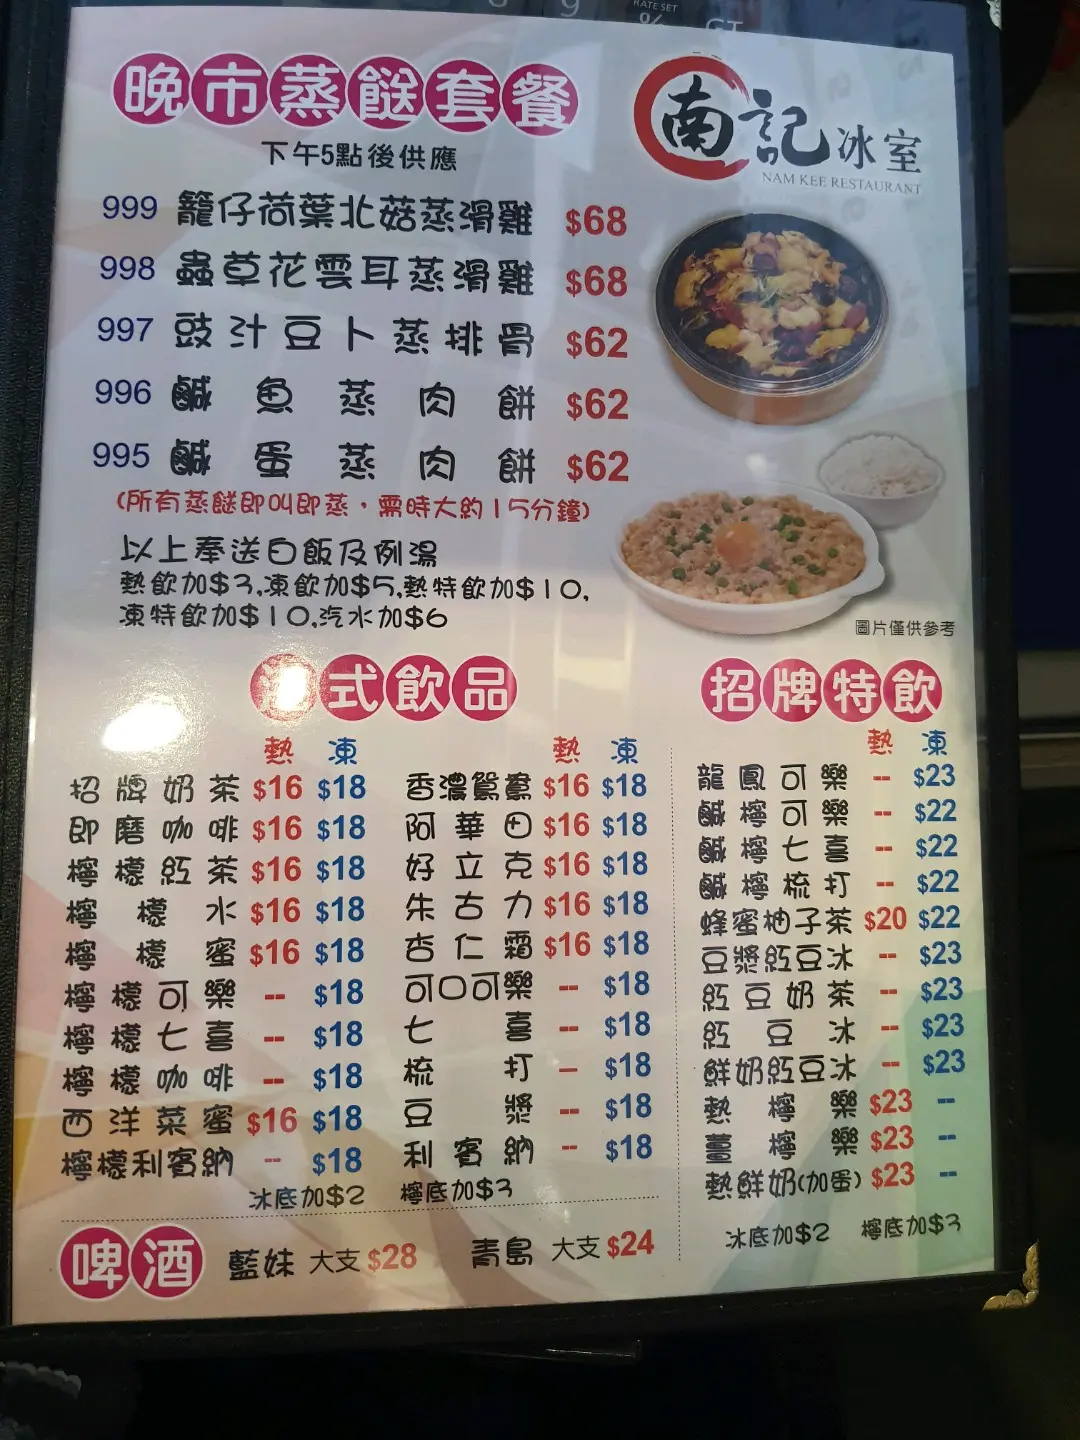 RATE SET
%
GT
晚市蒸餸套餐
下午5點後供應
南記冰室
NAM KEE RESTAURANT
999 籠仔荷葉北菇蒸滑雞 $68
998 蟲草花雲耳蒸滑雞 $68
997 豉汁豆卜蒸排骨 $62
996 鹹魚蒸肉餅 $62
995 鹹蛋蒸肉餅 $62
(所有蒸餸即叫即蒸，需時大約15分鐘)
以上奉送白飯及例湯
熱飲加$3,凍飲加$5,熱特飲加$10,
凍特飲加$10,汽水加$6
圖片僅供參考
港式飲品
熱 凍
招牌奶茶 $16 $18
即磨咖啡 $16 $18
檸檬紅茶 $16 $18
檸檬水 $16 $18
檸檬蜜 $16 $18
檸檬可樂 -- $18
檸檬七喜 -- $18
檸檬咖啡 -- $18
西洋菜蜜 $16 $18
檸檬利賓納 -- $18
熱 凍
香濃鴛鴦 $16 $18
阿華田 $16 $18
好立克 $16 $18
朱古力 $16 $18
杏仁霜 $16 $18
可口可樂 -- $18
七喜 -- $18
梳打 -- $18
豆漿 -- $18
利賓納 -- $18
冰底加$2 檸底加$3
招牌特飲
熱 凍
龍鳳可樂 -- $23
鹹檸可樂 -- $22
鹹檸七喜 -- $22
鹹檸梳打 -- $22
蜂蜜柚子茶 $20 $22
豆漿紅豆冰 -- $23
紅豆奶茶 -- $23
紅豆冰 -- $23
鮮奶紅豆冰 -- $23
熱檸樂 $23 --
薑檸樂 $23 --
熱鮮奶(加蛋) $23 --
冰底加$2 檸底加$3
啤酒
藍妹 大支 $28 青島 大支 $24